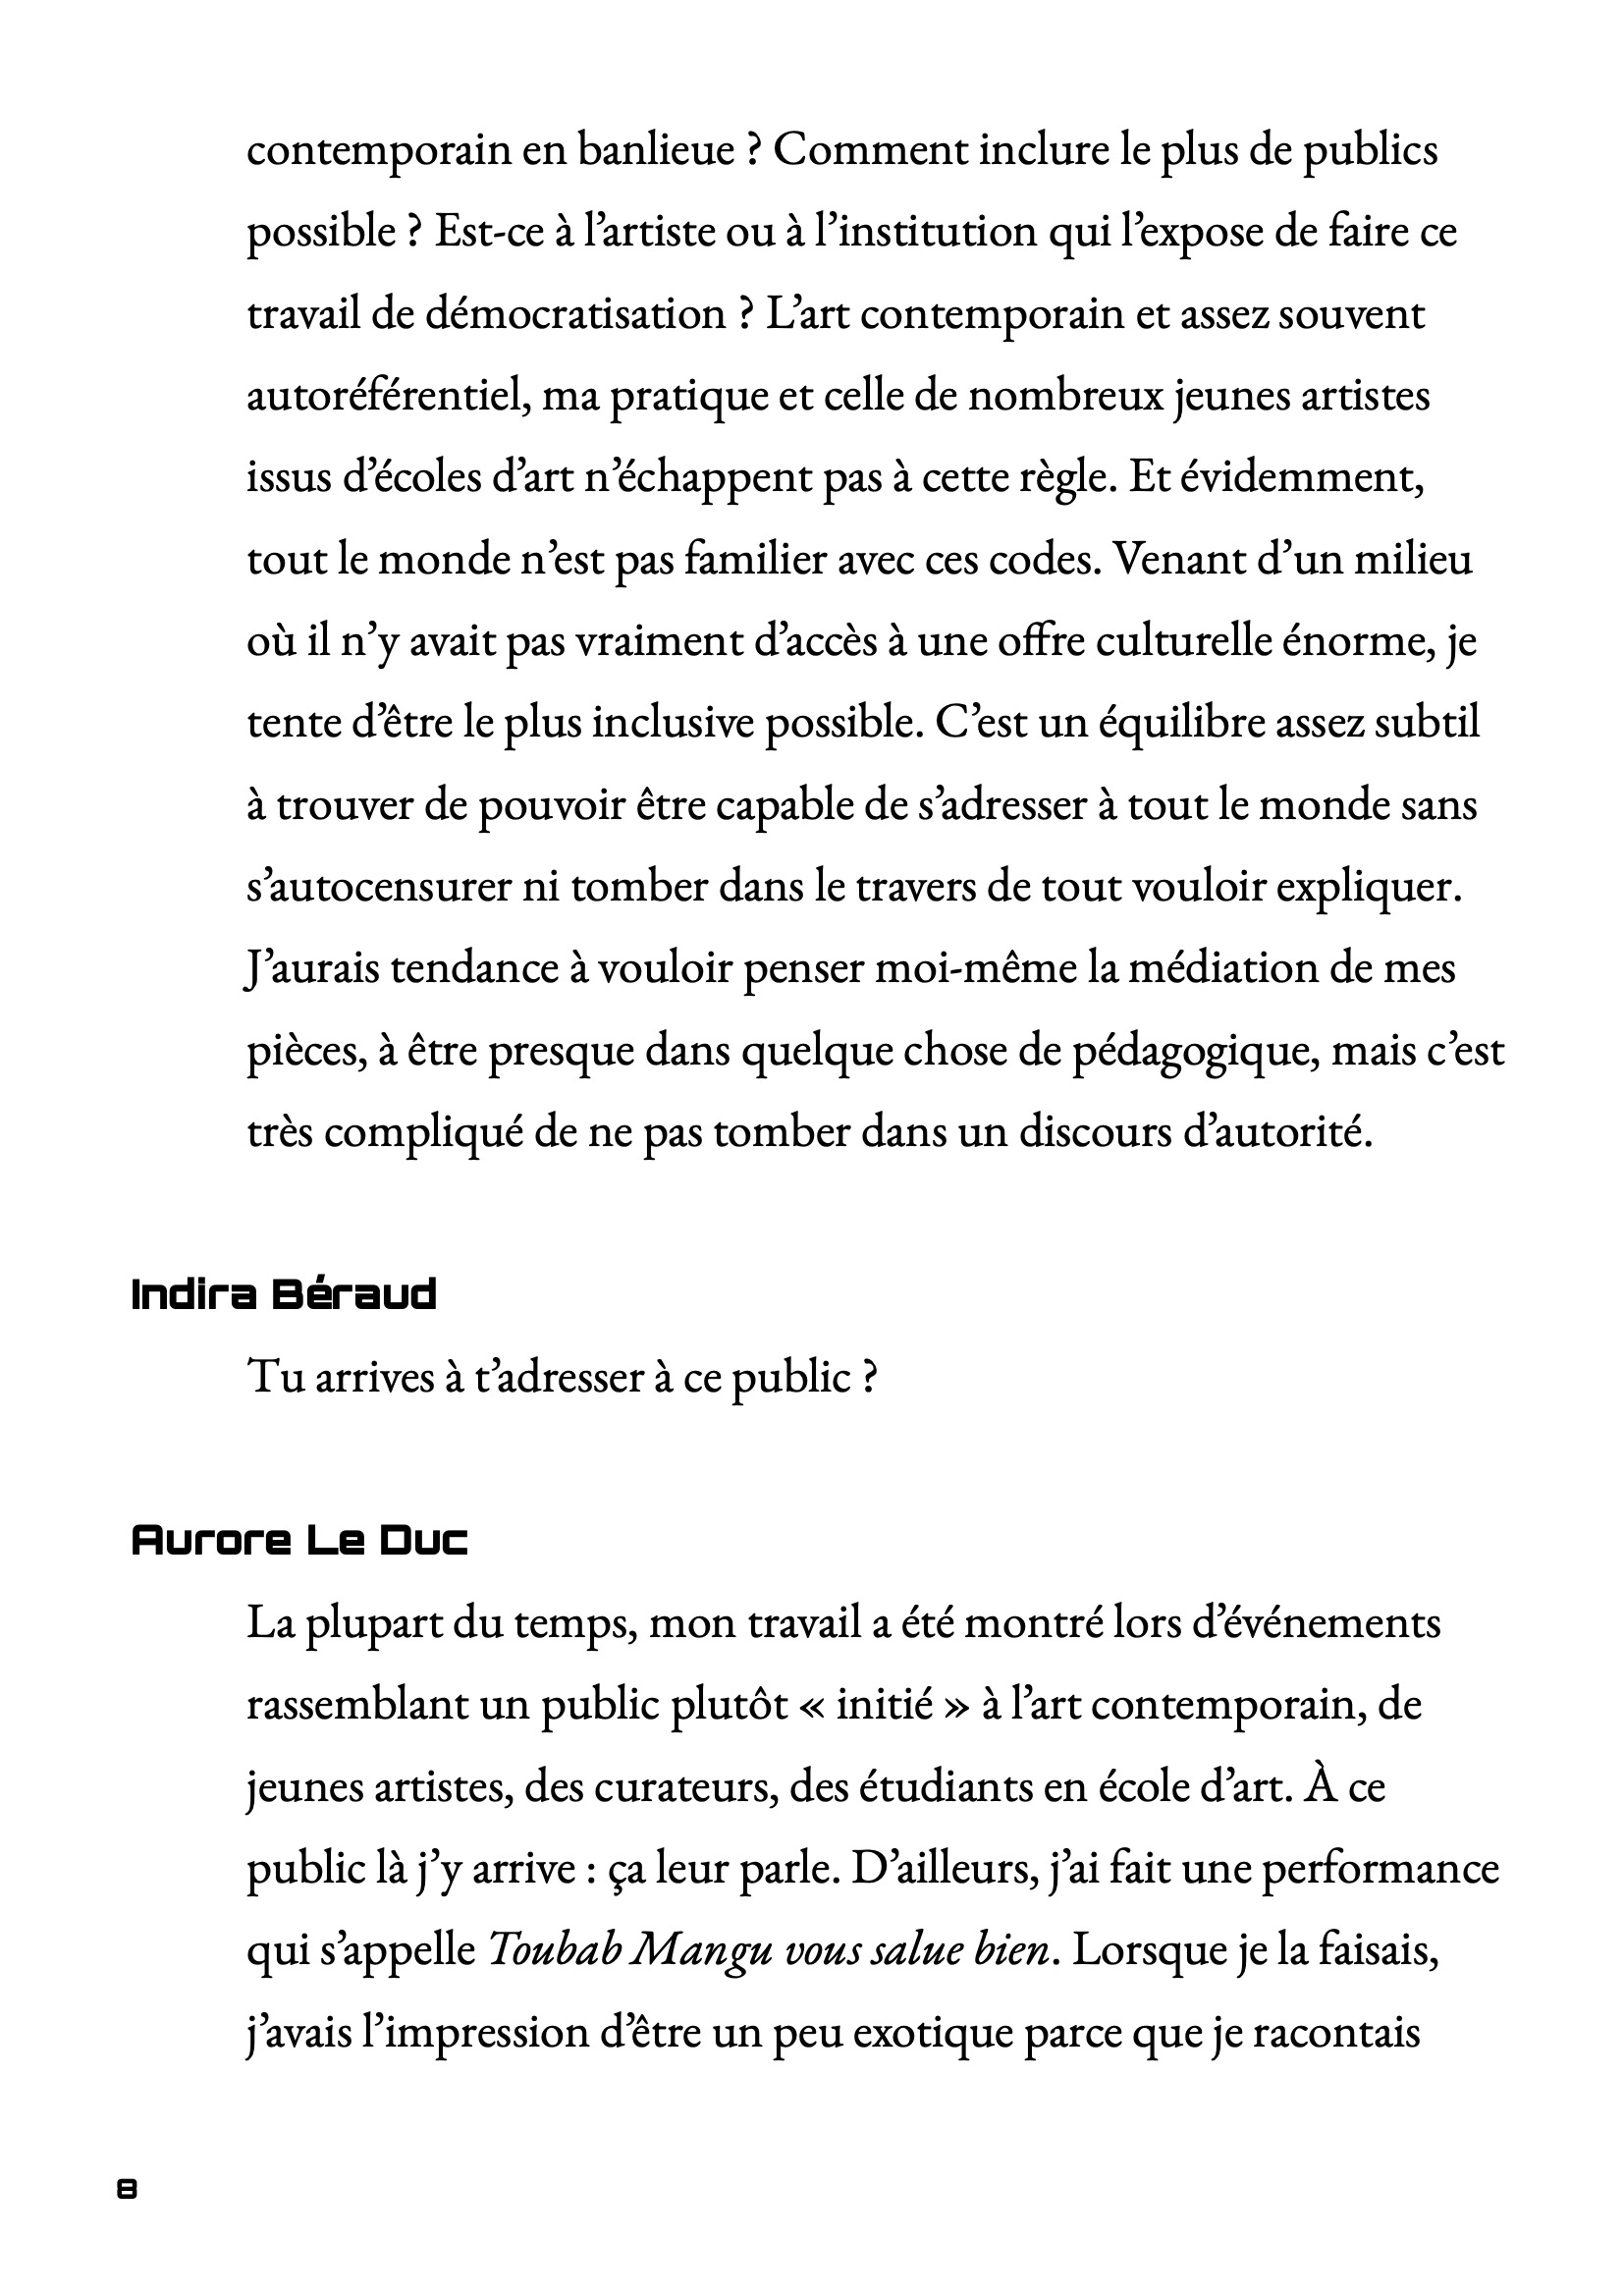 contemporain en banlieue ? Comment inclure le plus de publics
possible ? Est-ce à l’artiste ou à l’institution qui l’expose de faire ce
travail de démocratisation ? L’art contemporain et assez souvent
autoréférentiel, ma pratique et celle de nombreux jeunes artistes
issus d’écoles d’art n’échappent pas à cette règle. Et évidemment,
tout le monde n’est pas familier avec ces codes. Venant d’un milieu
où il n’y avait pas vraiment d’accès à une offre culturelle énorme, je
tente d’être le plus inclusive possible. C’est un équilibre assez subtil
à trouver de pouvoir être capable de s’adresser à tout le monde sans
s’autocensurer ni tomber dans le travers de tout vouloir expliquer.
J’aurais tendance à vouloir penser moi-même la médiation de mes
pièces, à être presque dans quelque chose de pédagogique, mais c’est
très compliqué de ne pas tomber dans un discours d’autorité.
Indira Béraud
Tu arrives à t’adresser à ce public ?
Aurore Le Duc
La plupart du temps, mon travail a été montré lors d’événements
rassemblant un public plutôt « initié » à l’art contemporain, de
jeunes artistes, des curateurs, des étudiants en école d’art. À ce
public là j’y arrive : ça leur parle. D’ailleurs, j’ai fait une performance
qui s’appelle Toubab Mangu vous salue bien. Lorsque je la faisais,
j’avais l’impression d’être un peu exotique parce que je racontais
8